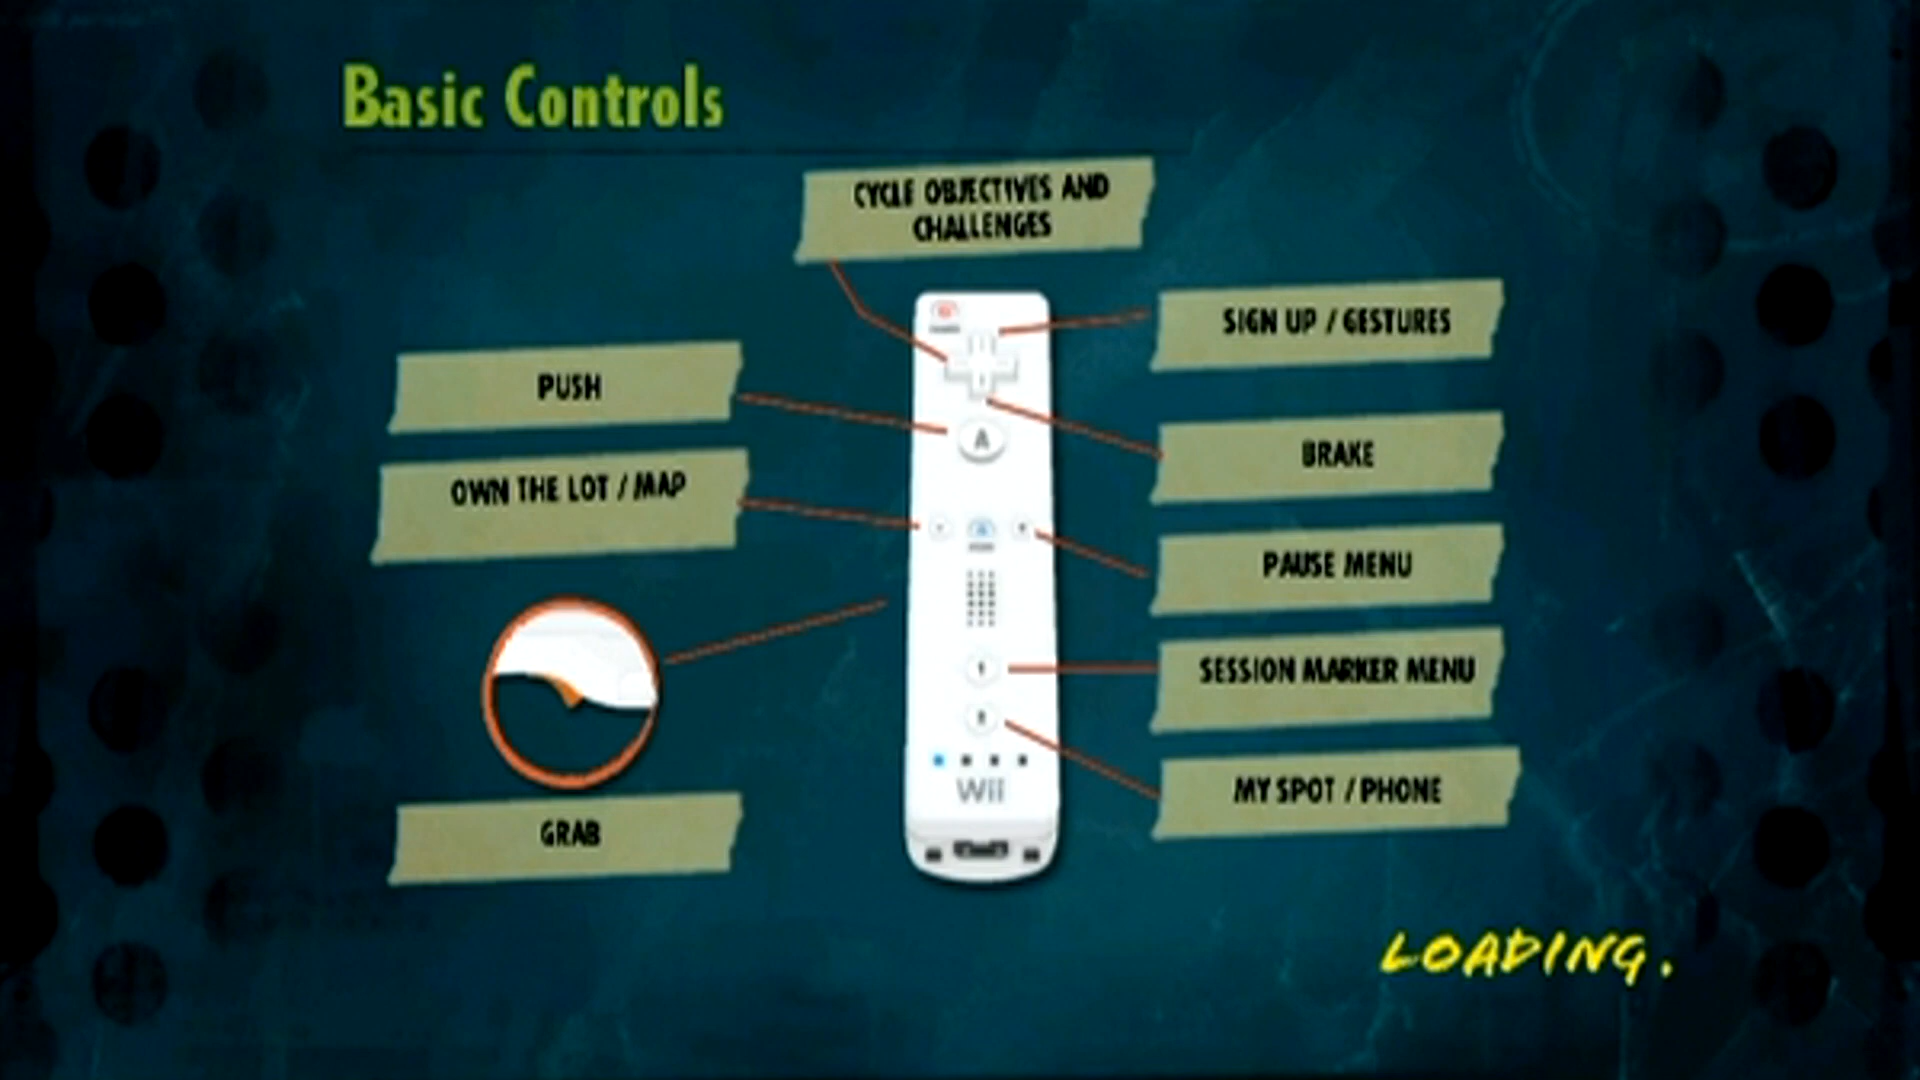 Basic Controls
CYCLE OBJECTIVES AND
CHALLENGES
SIGN UP / GESTURES
PUSH
A
BRAKE
OWN THE LOT / MAP
PAUSE MENU
SESSION MARKER MENU
1
MY SPOT / PHONE
Wii
GRAB
LOADING.